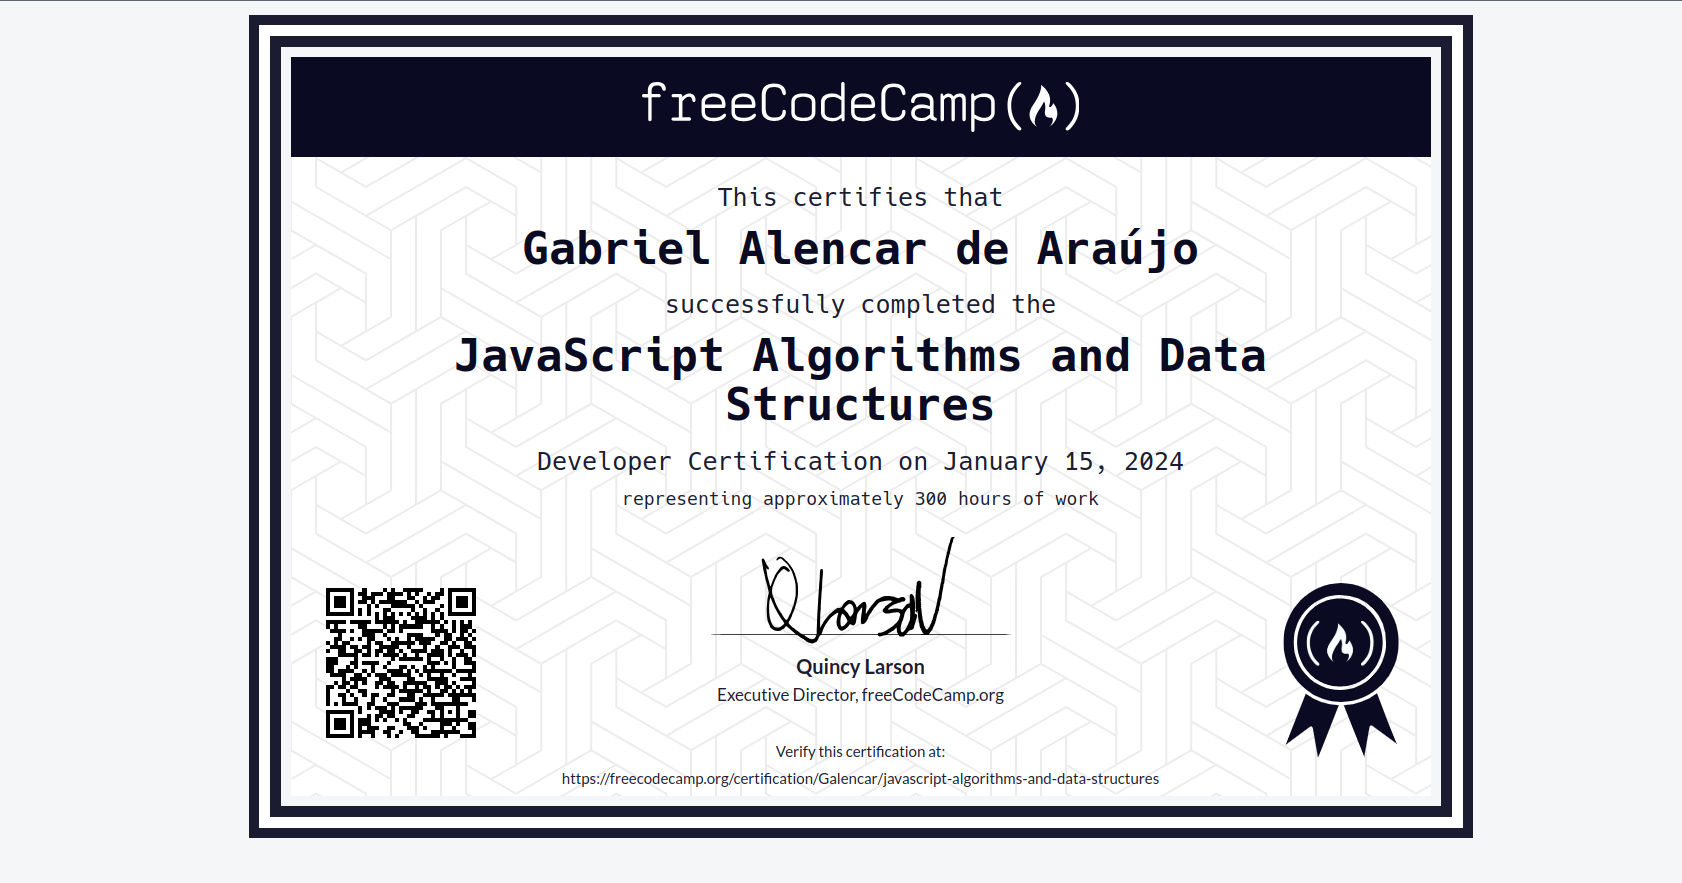 freeCodeCamp
This certifies that
Gabriel Alencar de Araújo
successfully completed the
JavaScript Algorithms and Data
Structures
Developer Certification on January 15, 2024
representing approximately 300 hours of work
Quincy Larson
Executive Director, freeCodeCamp.org
Verify this certification at:
https://freecodecamp.org/certification/Galencar/javascript-algorithms-and-data-structures